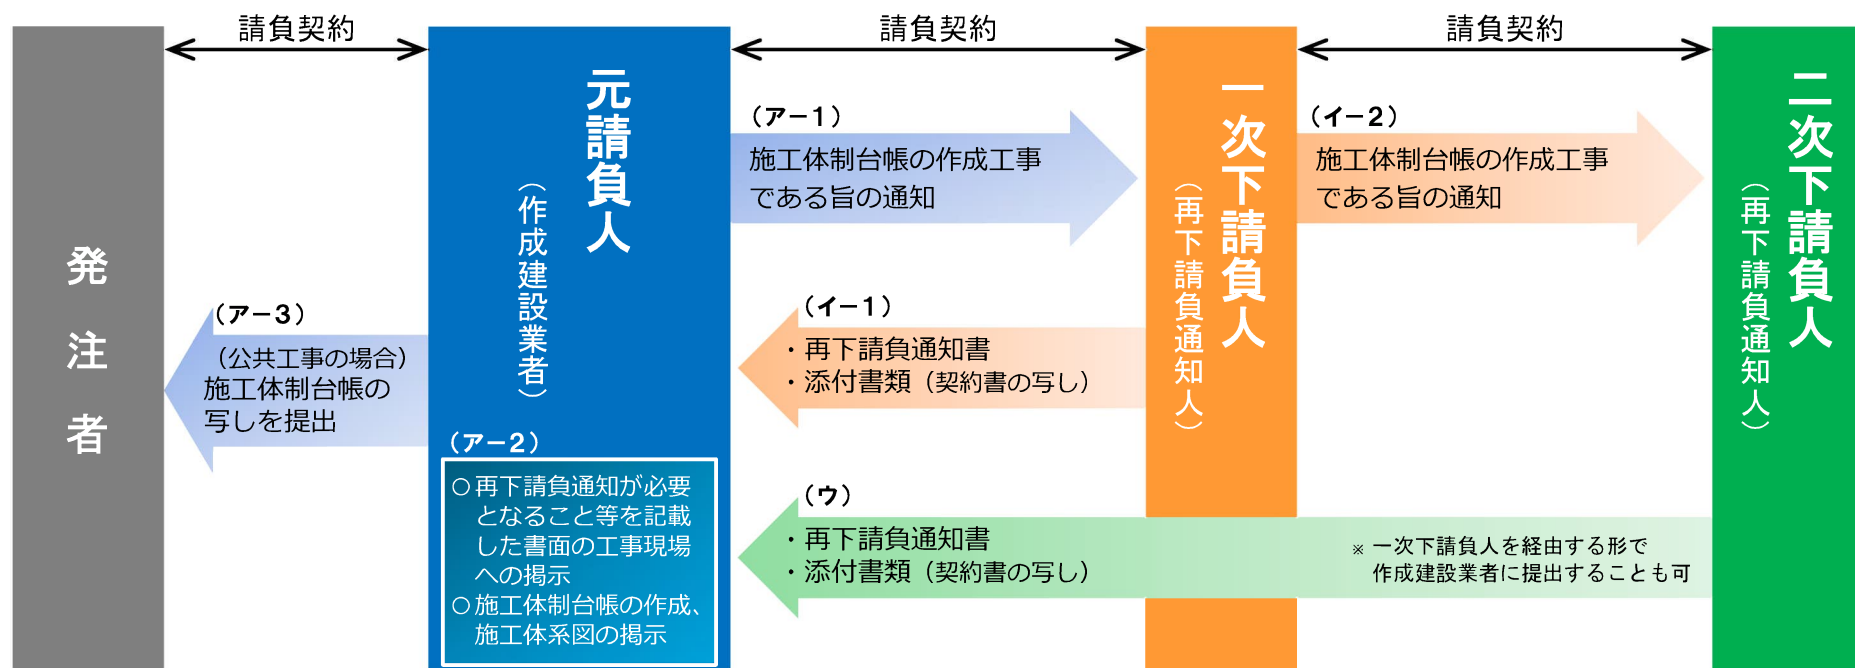 請負契約
請負契約
請負契約
発注者
元請負人
（作成建設業者）
一次下請負人
（再下請負通知人）
二次下請負人
（再下請負通知人）
（ア－１）
施工体制台帳の作成工事
である旨の通知
（イ－２）
施工体制台帳の作成工事
である旨の通知
（ア－３）
（公共工事の場合）
施工体制台帳の
写しを提出
（イ－１）
・再下請負通知書
・添付書類（契約書の写し）
（ア－２）
○再下請負通知が必要
となること等を記載
した書面の工事現場
への掲示
○施工体制台帳の作成、
施工体系図の掲示
（ウ）
・再下請負通知書
・添付書類（契約書の写し）
※ 一次下請負人を経由する形で
作成建設業者に提出することも可